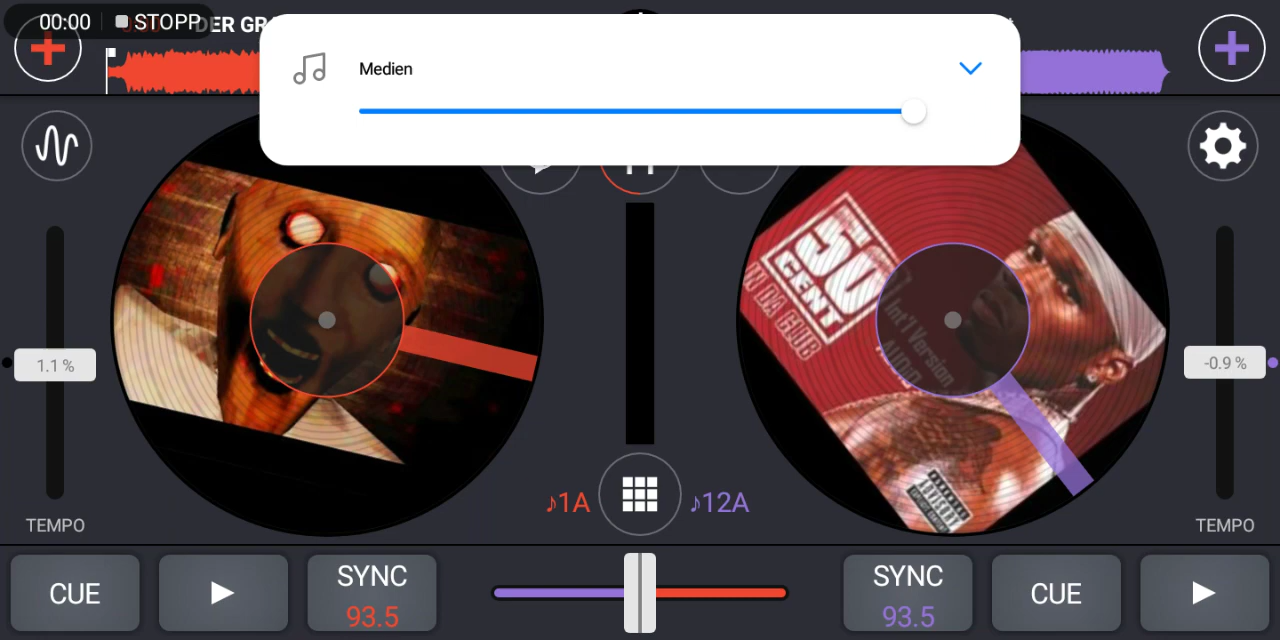 00:00 STOPP
DER GR
Medien
50
CENT
IN DA CLUB
Int'l Version
AUDIO
1.1 %
-0.9 %
♪1A
♪12A
TEMPO
TEMPO
CUE
SYNC
93.5
SYNC
93.5
CUE